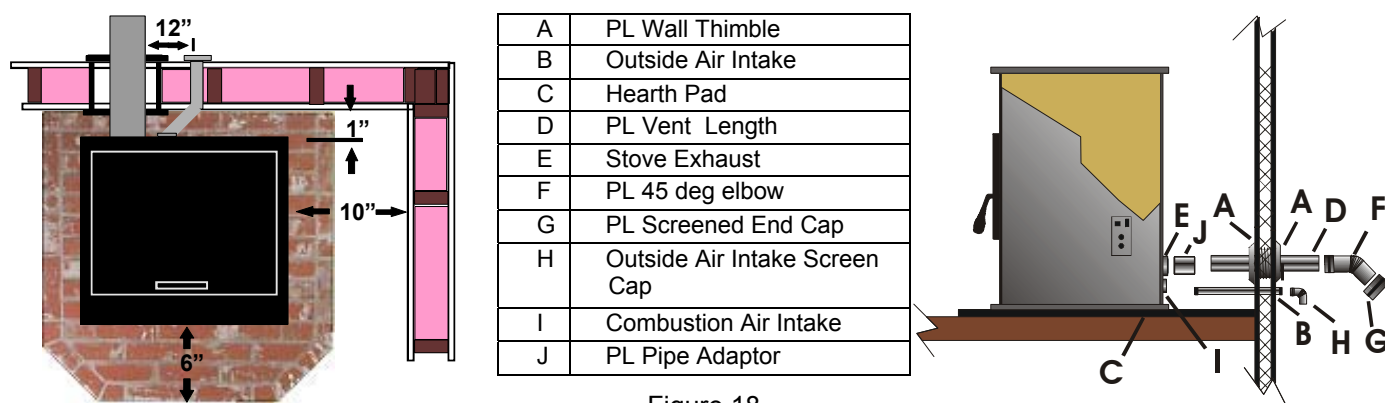 12”
1”
10”
6”
A PL Wall Thimble
B Outside Air Intake
C Hearth Pad
D PL Vent Length
E Stove Exhaust
F PL 45 deg elbow
G PL Screened End Cap
H Outside Air Intake Screen
Cap
I Combustion Air Intake
J PL Pipe Adaptor
E
J
A
A
D
F
C
I
B
H
G